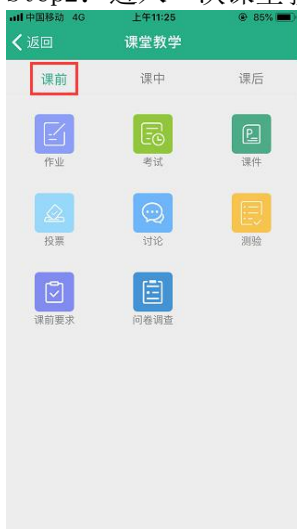 中国移动 4G 上午11:25 85%
返回 课堂教学
课前 课中 课后
作业 考试 课件
投票 讨论 测验
课前要求 问卷调查